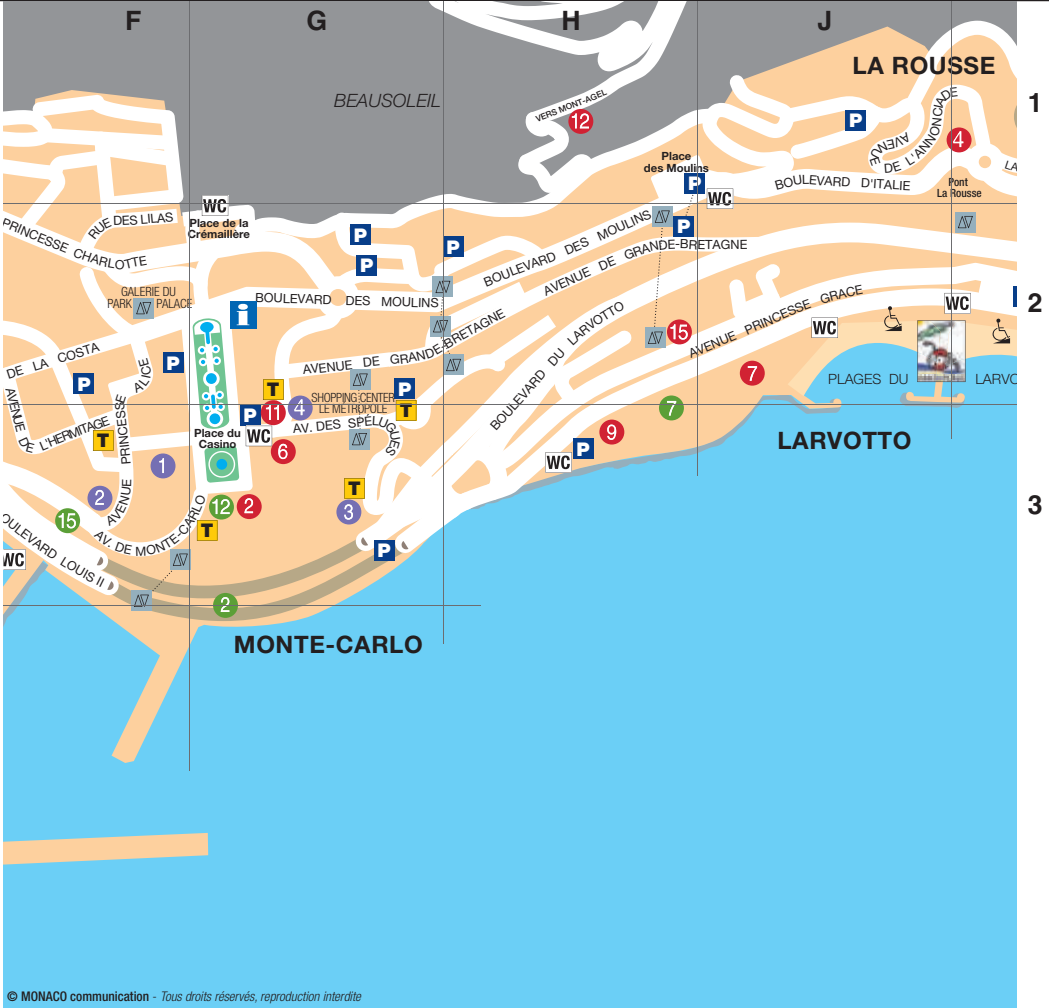 F
G
H
J
LA ROUSSE
BEAUSOLEIL
VERS MONT-AGEL
12
P
1
AVENUE
DE L'ANNONCIADE
4
LA
Place
des Moulins
P
WC
BOULEVARD D'ITALIE
Pont
La Rousse
WC
RUE DES LILAS
Place de la
Crémaillère
PRINCESSE CHARLOTTE
P
P
P
BOULEVARD DES MOULINS
P
AVENUE DE GRANDE-BRETAGNE
GALERIE DU
PARK PALACE
i
BOULEVARD DES MOULINS
2
WC
AVENUE PRINCESSE GRACE
WC
BOULEVARD DU LARVOTTO
15
AVENUE DE GRANDE-BRETAGNE
DE LA COSTA
P
P
7
PLAGES DU LARVO
AVENUE DE L'HERMITAGE
AVENUE PRINCESSE ALICE
T
P
SHOPPING CENTER
LE METROPOLE
T
P
11
4
7
Place du
Casino
WC
AV. DES SPÉLUGUES
6
9
P
WC
LARVOTTO
T
1
2
T
3
3
12
2
15
T
AV. DE MONTE-CARLO
OULEVARD LOUIS II
WC
P
2
MONTE-CARLO
© MONACO communication - Tous droits réservés, reproduction interdite